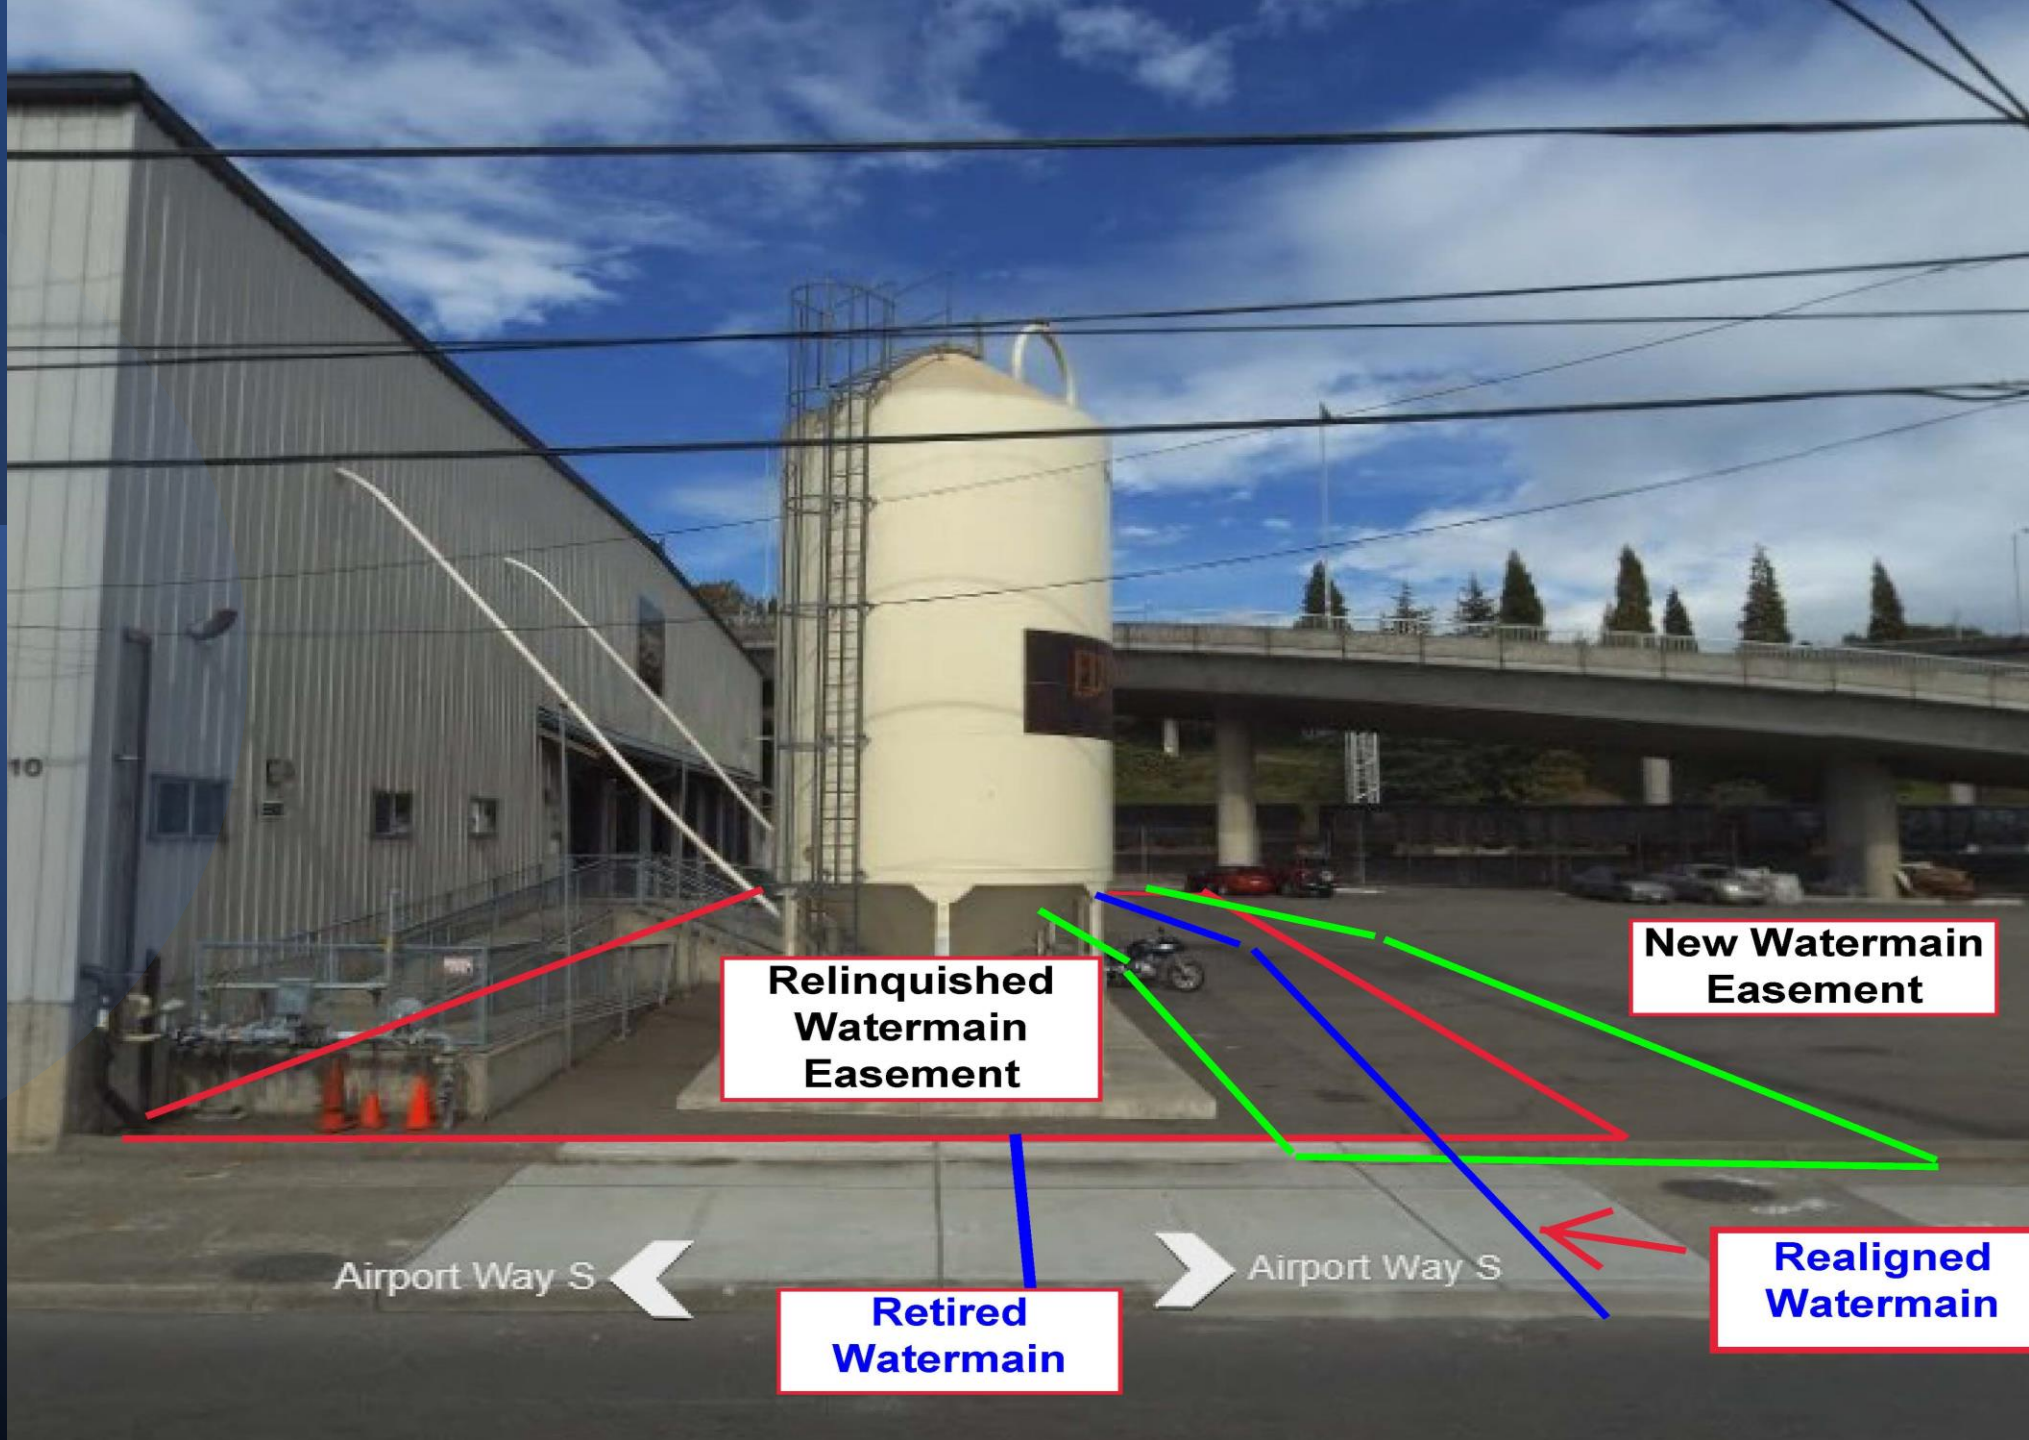 10
Relinquished
Watermain
Easement
New Watermain
Easement
Airport Way S
Airport Way S
Retired
Watermain
Realigned
Watermain